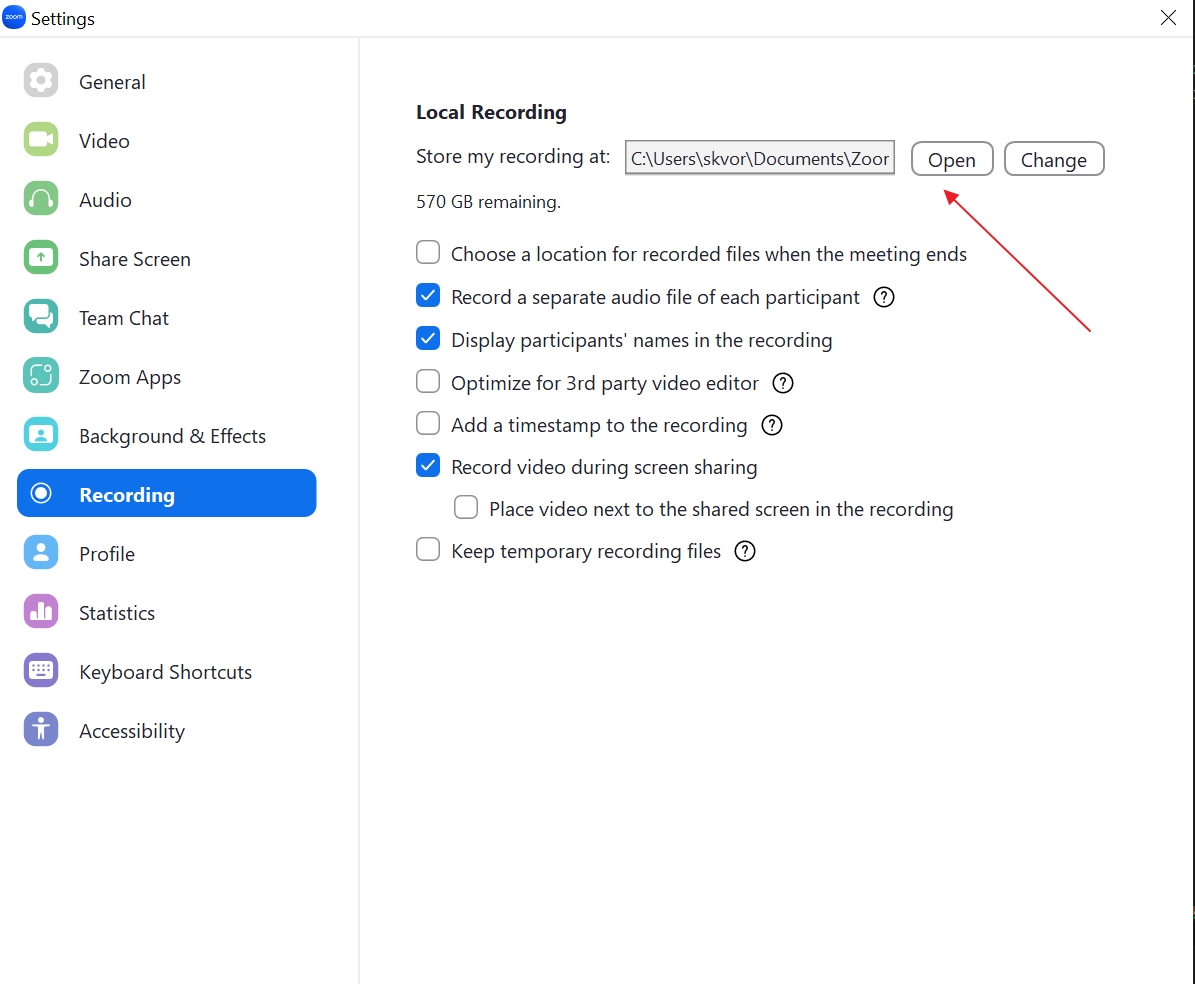 zoom Settings
General
Video
Audio
Share Screen
Team Chat
Zoom Apps
Background & Effects
Recording
Profile
Statistics
Keyboard Shortcuts
Accessibility
Local Recording
Store my recording at: C:\Users\skvor\Documents\Zoor Open Change
570 GB remaining.
Choose a location for recorded files when the meeting ends
Record a separate audio file of each participant ?
Display participants' names in the recording
Optimize for 3rd party video editor ?
Add a timestamp to the recording ?
Record video during screen sharing
Place video next to the shared screen in the recording
Keep temporary recording files ?